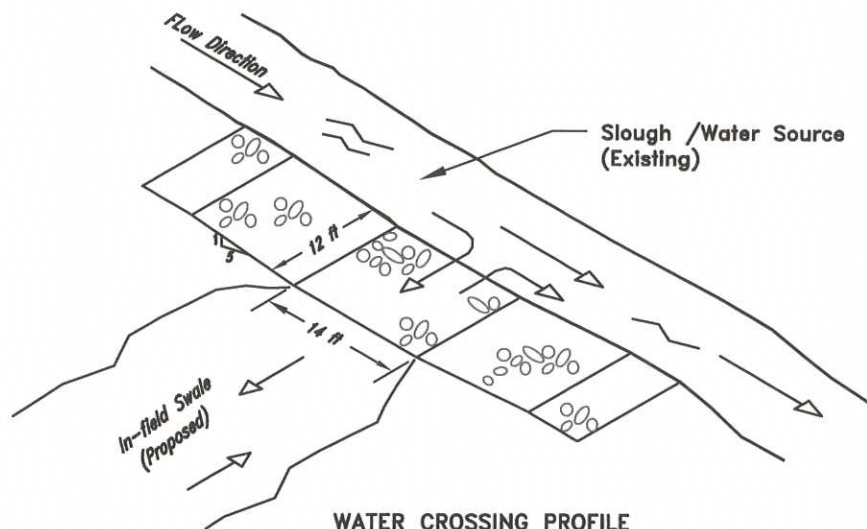 FLow Direction
Slough /Water Source
(Existing)
12 ft
1
5
14 ft
In-field Swale
(Proposed)
WATER CROSSING PROFILE